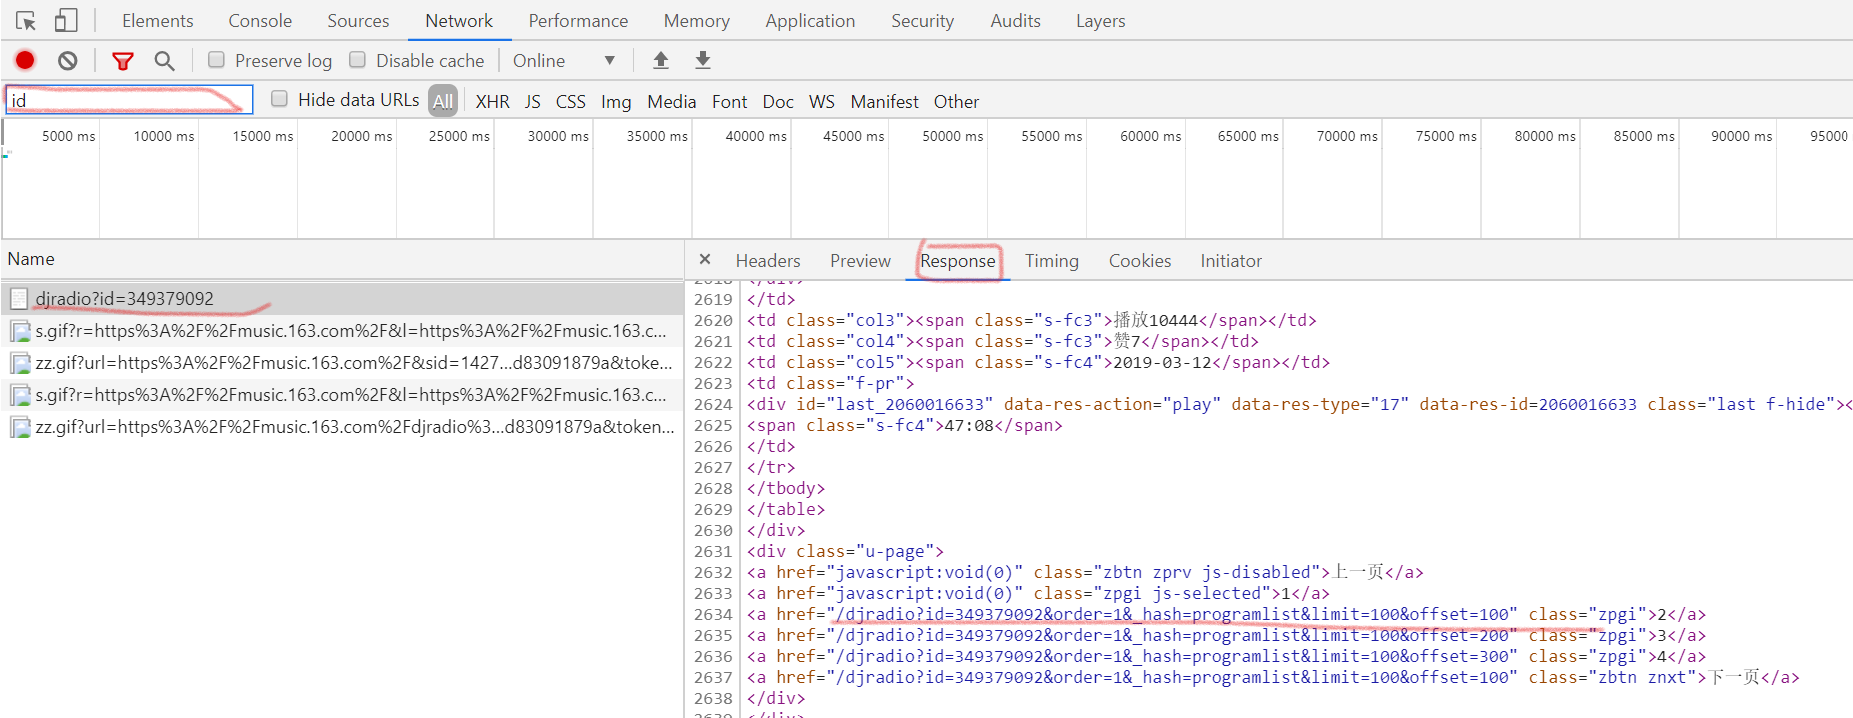 Elements Console Sources Network Performance Memory Application Security Audits Layers
Preserve log Disable cache Online ▼
id Hide data URLs All XHR JS CSS Img Media Font Doc WS Manifest Other
5000 ms 10000 ms 15000 ms 20000 ms 25000 ms 30000 ms 35000 ms 40000 ms 45000 ms 50000 ms 55000 ms 60000 ms 65000 ms 70000 ms 75000 ms 80000 ms 85000 ms 90000 ms 95000
Name
djradio?id=349379092
s.gif?r=https%3A%2F%2Fmusic.163.com%2F&l=https%3A%2F%2Fmusic.163.c...
zz.gif?url=https%3A%2F%2Fmusic.163.com%2F&sid=1427...d83091879a&toke...
s.gif?r=https%3A%2F%2Fmusic.163.com%2F&l=https%3A%2F%2Fmusic.163.c...
zz.gif?url=https%3A%2F%2Fmusic.163.com%2Fdjradio%3...d83091879a&token...
× Headers Preview Response Timing Cookies Initiator
2618 </div>
2619 </td>
2620 <td class="col3"><span class="s-fc3">播放10444</span></td>
2621 <td class="col4"><span class="s-fc3">赞7</span></td>
2622 <td class="col5"><span class="s-fc4">2019-03-12</span></td>
2623 <td class="f-pr">
2624 <div id="last_2060016633" data-res-action="play" data-res-type="17" data-res-id=2060016633 class="last f-hide"><
2625 <span class="s-fc4">47:08</span>
2626 </td>
2627 </tr>
2628 </tbody>
2629 </table>
2630 </div>
2631 <div class="u-page">
2632 <a href="javascript:void(0)" class="zbtn zprv js-disabled">上一页</a>
2633 <a href="javascript:void(0)" class="zpgi js-selected">1</a>
2634 <a href="/djradio?id=349379092&order=1&_hash=programlist&limit=100&offset=100" class="zpgi">2</a>
2635 <a href="/djradio?id=349379092&order=1&_hash=programlist&limit=100&offset=200" class="zpgi">3</a>
2636 <a href="/djradio?id=349379092&order=1&_hash=programlist&limit=100&offset=300" class="zpgi">4</a>
2637 <a href="/djradio?id=349379092&order=1&_hash=programlist&limit=100&offset=100" class="zbtn znxt">下一页</a>
2638 </div>
2639 </div>